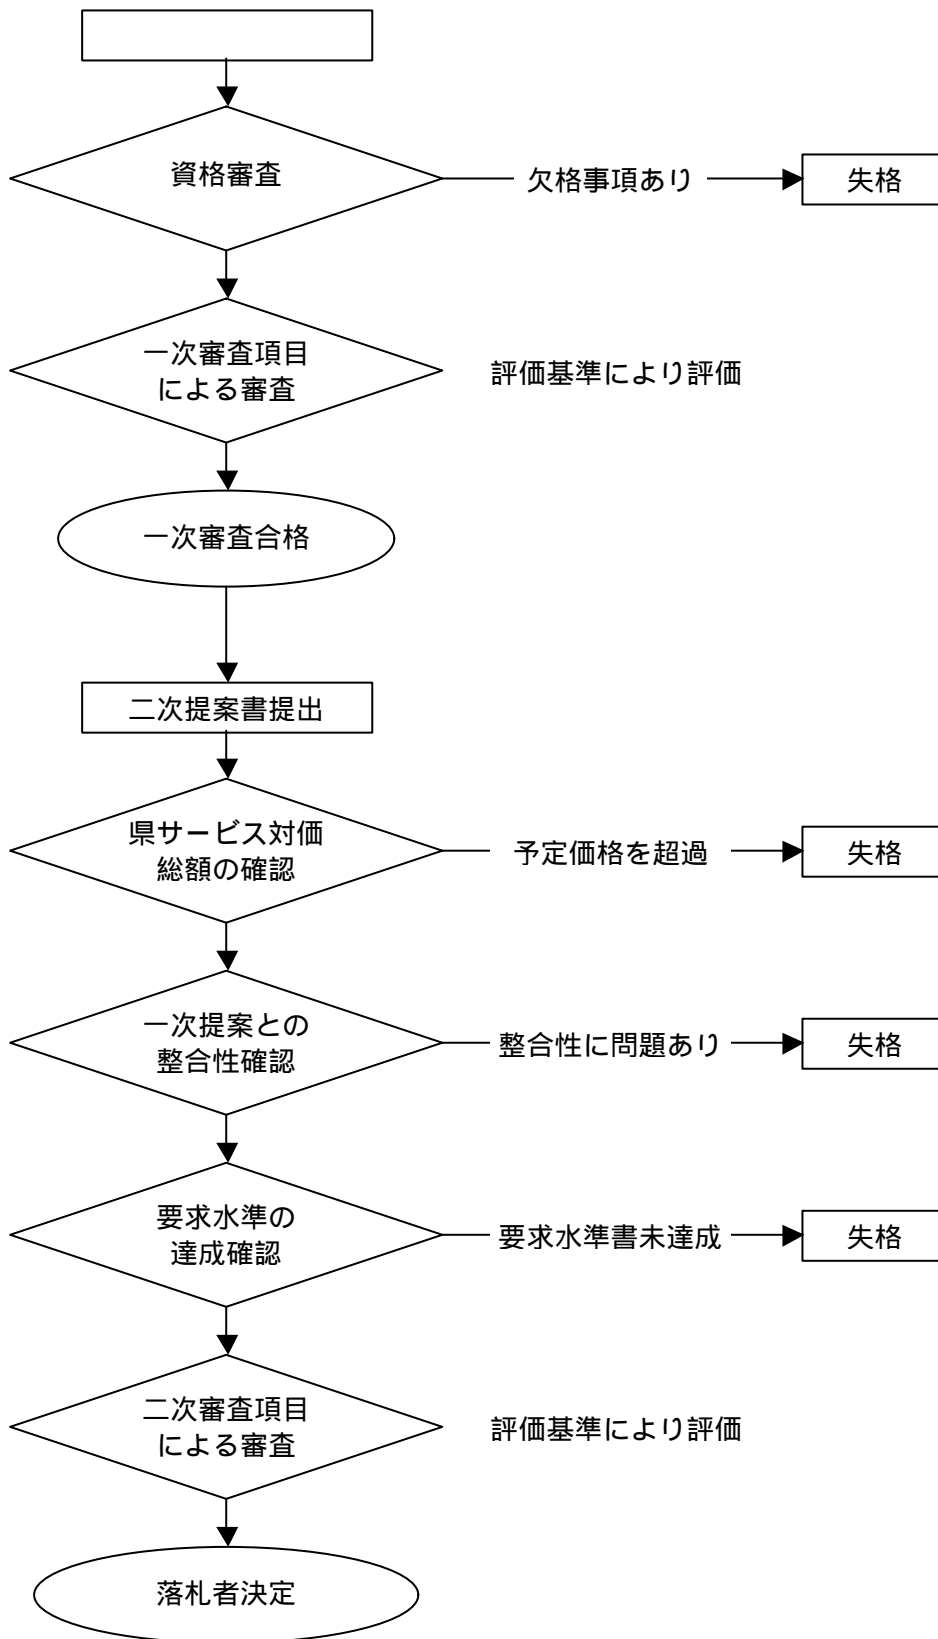 資格審査
欠格事項あり
失格
一次審査項目
による審査
評価基準により評価
一次審査合格
二次提案書提出
県サービス対価
総額の確認
予定価格を超過
失格
一次提案との
整合性確認
整合性に問題あり
失格
要求水準の
達成確認
要求水準書未達成
失格
二次審査項目
による審査
評価基準により評価
落札者決定